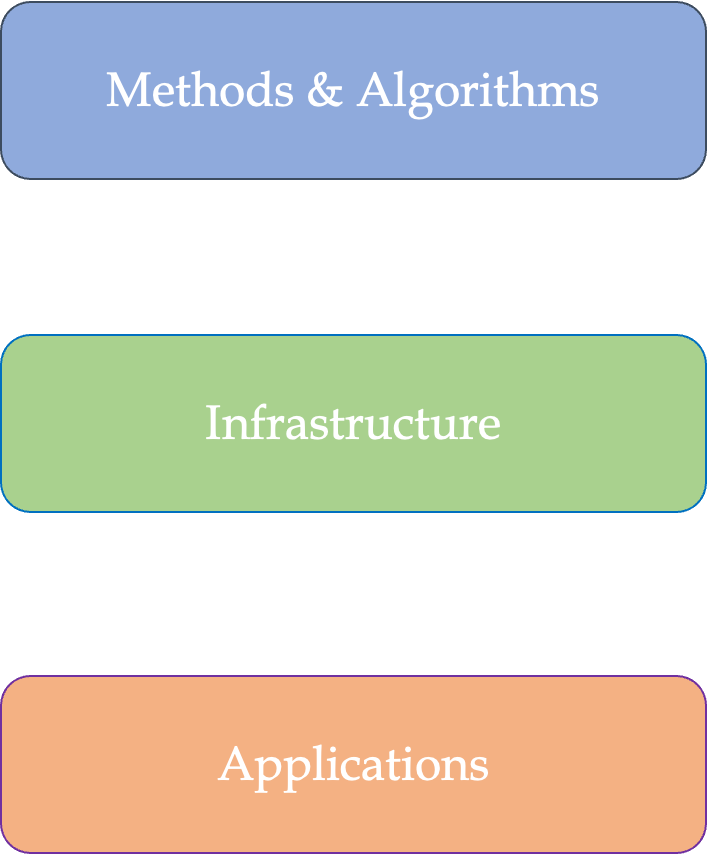 Methods & Algorithms
Infrastructure
Applications